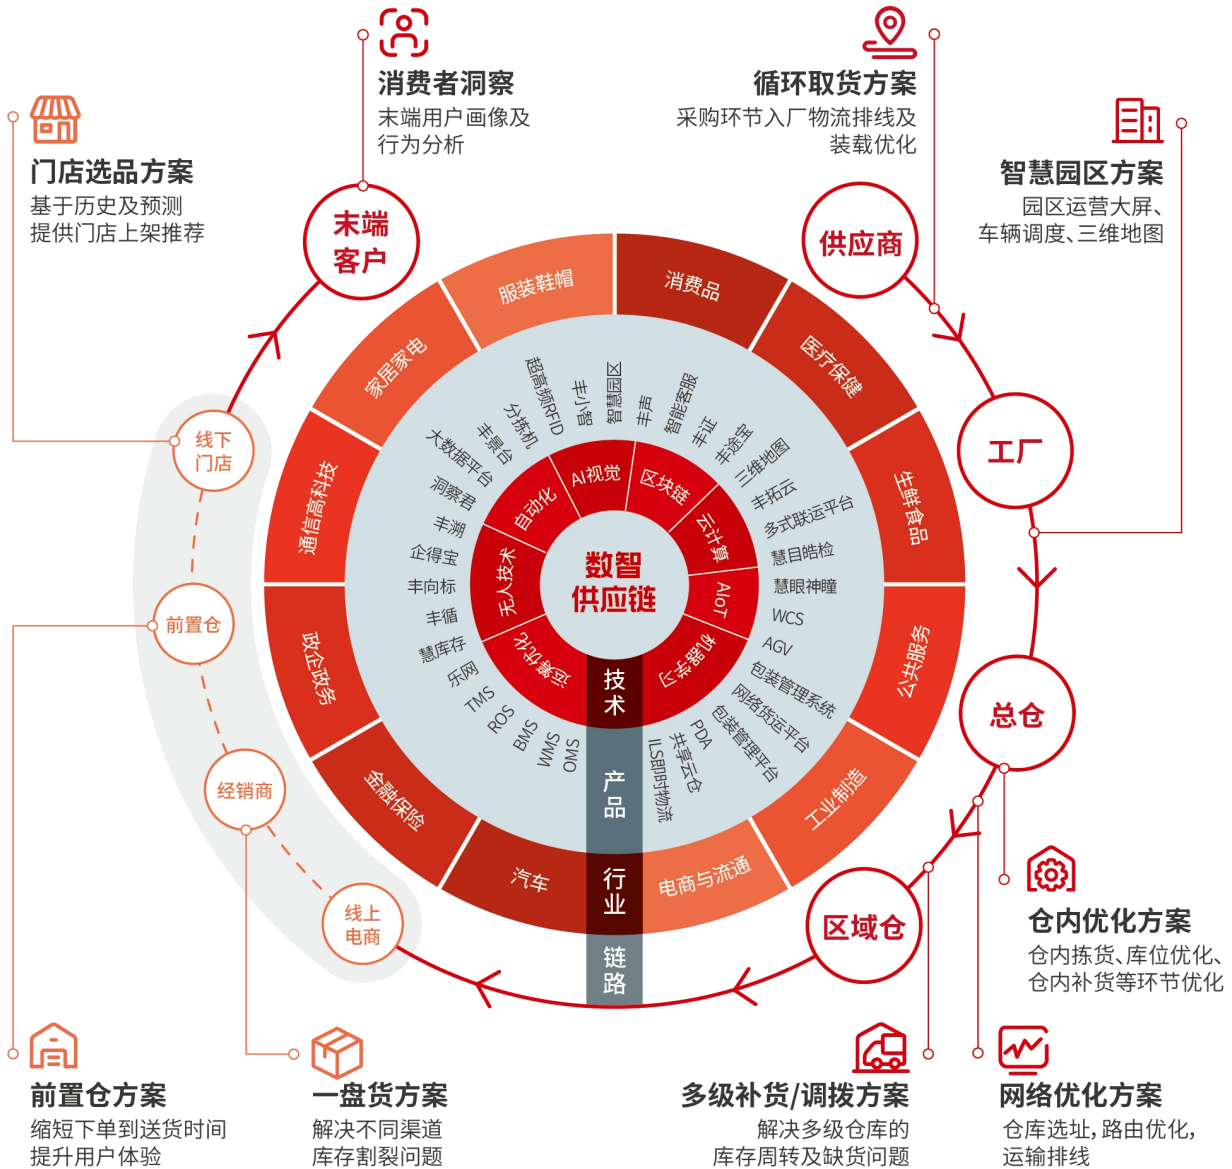 消费者洞察
末端用户画像及
行为分析
循环取货方案
采购环节入厂物流排线及
装载优化
门店选品方案
基于历史及预测
提供门店上架推荐
智慧园区方案
园区运营大屏、
车辆调度、三维地图
末端
客户
供应商
工厂
总仓
区域仓
线上
电商
经销商
前置仓
线下
门店
消费品
医疗保健
生鲜食品
公共服务
工业制造
电商与流通
汽车
金融保险
政企政务
通信高科技
家居家电
服装鞋帽
智慧园区
丰声
智能客服
丰证
丰途宝
三维地图
丰拓云
多式联运平台
慧目皓检
慧眼神瞳
WCS
AGV
包装管理系统
网络货运平台
包装管理平台
PDA
共享云仓
ILS即时物流
OMS
WMS
BMS
ROS
TMS
乐网
慧库存
丰循
丰向标
企得宝
丰溯
洞察君
大数据平台
丰景台
分拣机
超高频RFID
丰小智
AI视觉
区块链
云计算
AIoT
机器学习
运筹优化
无人技术
自动化
数智
供应链
技术
产品
行业
链路
仓内优化方案
仓内拣货、库位优化、
仓内补货等环节优化
前置仓方案
缩短下单到送货时间
提升用户体验
一盘货方案
解决不同渠道
库存割裂问题
多级补货/调拨方案
解决多级仓库的
库存周转及缺货问题
网络优化方案
仓库选址,路由优化,
运输排线